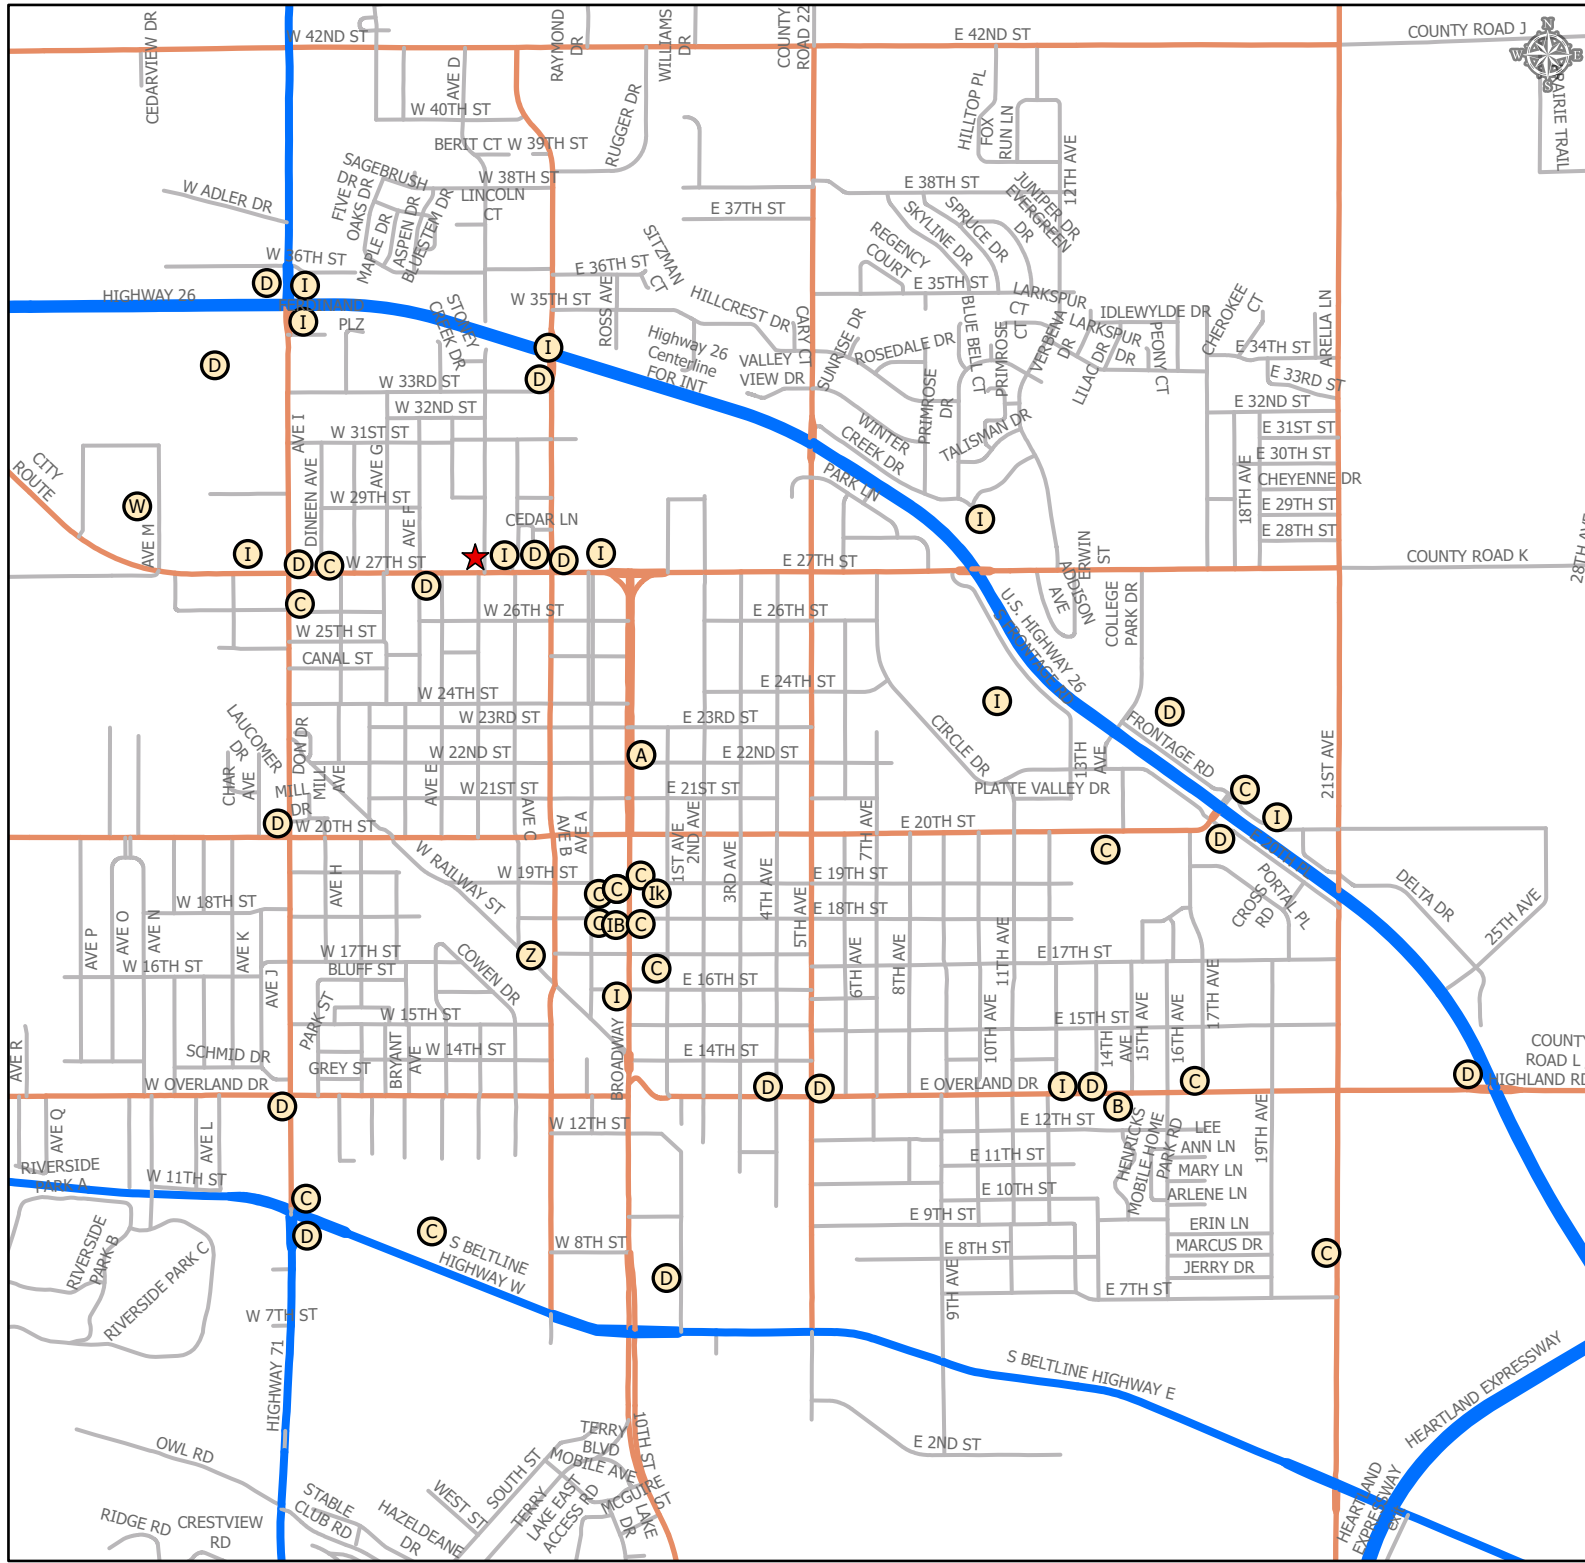 W 42ND ST
RAYMOND
DR
WILLIAMS
DR
COUNTY
ROAD 22
E 42ND ST
COUNTY ROAD J
N
W
E
S
CEDARVIEW DR
AVE D
W 40TH ST
RUGGER DR
HILLTOP PL
FOX
RUN LN
12TH AVE
PRAIRIE TRAIL
BERIT CT
W 39TH ST
SAGEBRUSH
DR
W 38TH ST
LINCOLN
CT
FIVE
OAKS DR
W ADLER DR
MAPLE DR
ASPEN DR
BLUESTEM DR
E 38TH ST
E 37TH ST
SKYLINE DR
SPRUCE DR
JUNIPER DR
EVERGREEN
DR
REGENCY
COURT
W 36TH ST
E 36TH ST
SITZMAN
CT
E 35TH ST
D
I
HIGHWAY 26
I
PLZ
STONEY
CREEK DR
W 35TH ST
ROSS AVE
HILLCREST DR
CARY CT
Highway 26
Centerline
FOR INT
VALLEY
VIEW DR
SUNRISE DR
ROSEDALE DR
BLUE BELL CT
PRIMROSE
CT
LARKSPUR
CT
VERBENA
DR
LARKSPUR
DR
IDLEWYLDE DR
LILAC DR
PEONY CT
CHEROKEE
CT
ARELLA LN
E 34TH ST
E 33RD ST
D
I
D
W 33RD ST
W 32ND ST
W 31ST ST
AVE I
AVE G
DINEEN AVE
W 29TH ST
AVE F
CEDAR LN
PRIMROSE
DR
WINTER
CREEK DR
TALISMAN DR
PARK LN
E 32ND ST
E 31ST ST
E 30TH ST
CHEYENNE DR
E 29TH ST
E 28TH ST
18TH AVE
CITY
ROUTE
W
AVE M
I
I
D
C
W 27TH ST
I
D
D
I
E 27TH ST
COUNTY ROAD K
28TH AVE
ERWIN
ST
ADDISON
AVE
COLLEGE
PARK DR
D
C
W 26TH ST
E 26TH ST
U.S. HIGHWAY 26
S FRONTAGE RD
W 25TH ST
CANAL ST
W 24TH ST
E 24TH ST
W 23RD ST
E 23RD ST
I
D
FRONTAGE RD
LAUCOMER
DR
DON DR
W 22ND ST
A
E 22ND ST
CIRCLE DR
13TH
AVE
21ST AVE
CHAR
AVE
MILL
DR
MILL
AVE
AVE E
W 21ST ST
E 21ST ST
PLATTE VALLEY DR
C
I
D
W 20TH ST
AVE C
AVE B
AVE A
1ST AVE
2ND AVE
7TH AVE
E 20TH ST
D
C
W RAILWAY ST
W 19TH ST
AVE H
3RD AVE
4TH AVE
E 19TH ST
PORTAL PL
CROSS
RD
DELTA DR
25TH AVE
C
C
C
Ik
W 18TH ST
C
IB
C
E 18TH ST
5TH AVE
AVE P
AVE O
AVE N
AVE K
W 17TH ST
BLUFF ST
W 16TH ST
COWEN DR
Z
C
E 16TH ST
6TH AVE
8TH AVE
11TH AVE
E 17TH ST
17TH AVE
AVE J
PARK ST
I
W 15TH ST
10TH AVE
E 15TH ST
14TH
AVE
15TH AVE
16TH AVE
AVE R
SCHMID DR
GREY ST
BRYANT
AVE
W 14TH ST
BROADWAY
E 14TH ST
COUNTY
ROAD L
HIGHLAND RD
D
W OVERLAND DR
D
D
D
E OVERLAND DR
I
D
C
B
AVE Q
AVE L
W 12TH ST
E 12TH ST
HENRICKS
MOBILE HOME
PARK RD
LEE
ANN LN
19TH AVE
RIVERSIDE
PARK A
W 11TH ST
E 11TH ST
MARY LN
E 10TH ST
ARLENE LN
C
D
C
E 9TH ST
ERIN LN
RIVERSIDE
PARK B
RIVERSIDE PARK C
S BELTLINE
HIGHWAY W
W 8TH ST
E 8TH ST
MARCUS DR
C
D
JERRY DR
E 7TH ST
9TH AVE
W 7TH ST
HIGHWAY 71
S BELTLINE HIGHWAY E
HEARTLAND EXPRESSWAY
OWL RD
TERRY
BLVD
10TH ST
E 2ND ST
MOBILE AVE
SOUTH ST
WEST ST
TERRY
LAKE EAST
ACCESS RD
MCGUIRE
ST
LAKE
DR
HEARTLAND
EXPRESSWAY
RIDGE RD
CRESTVIEW
RD
STABLE
CLUB RD
HAZELDEANE
DR